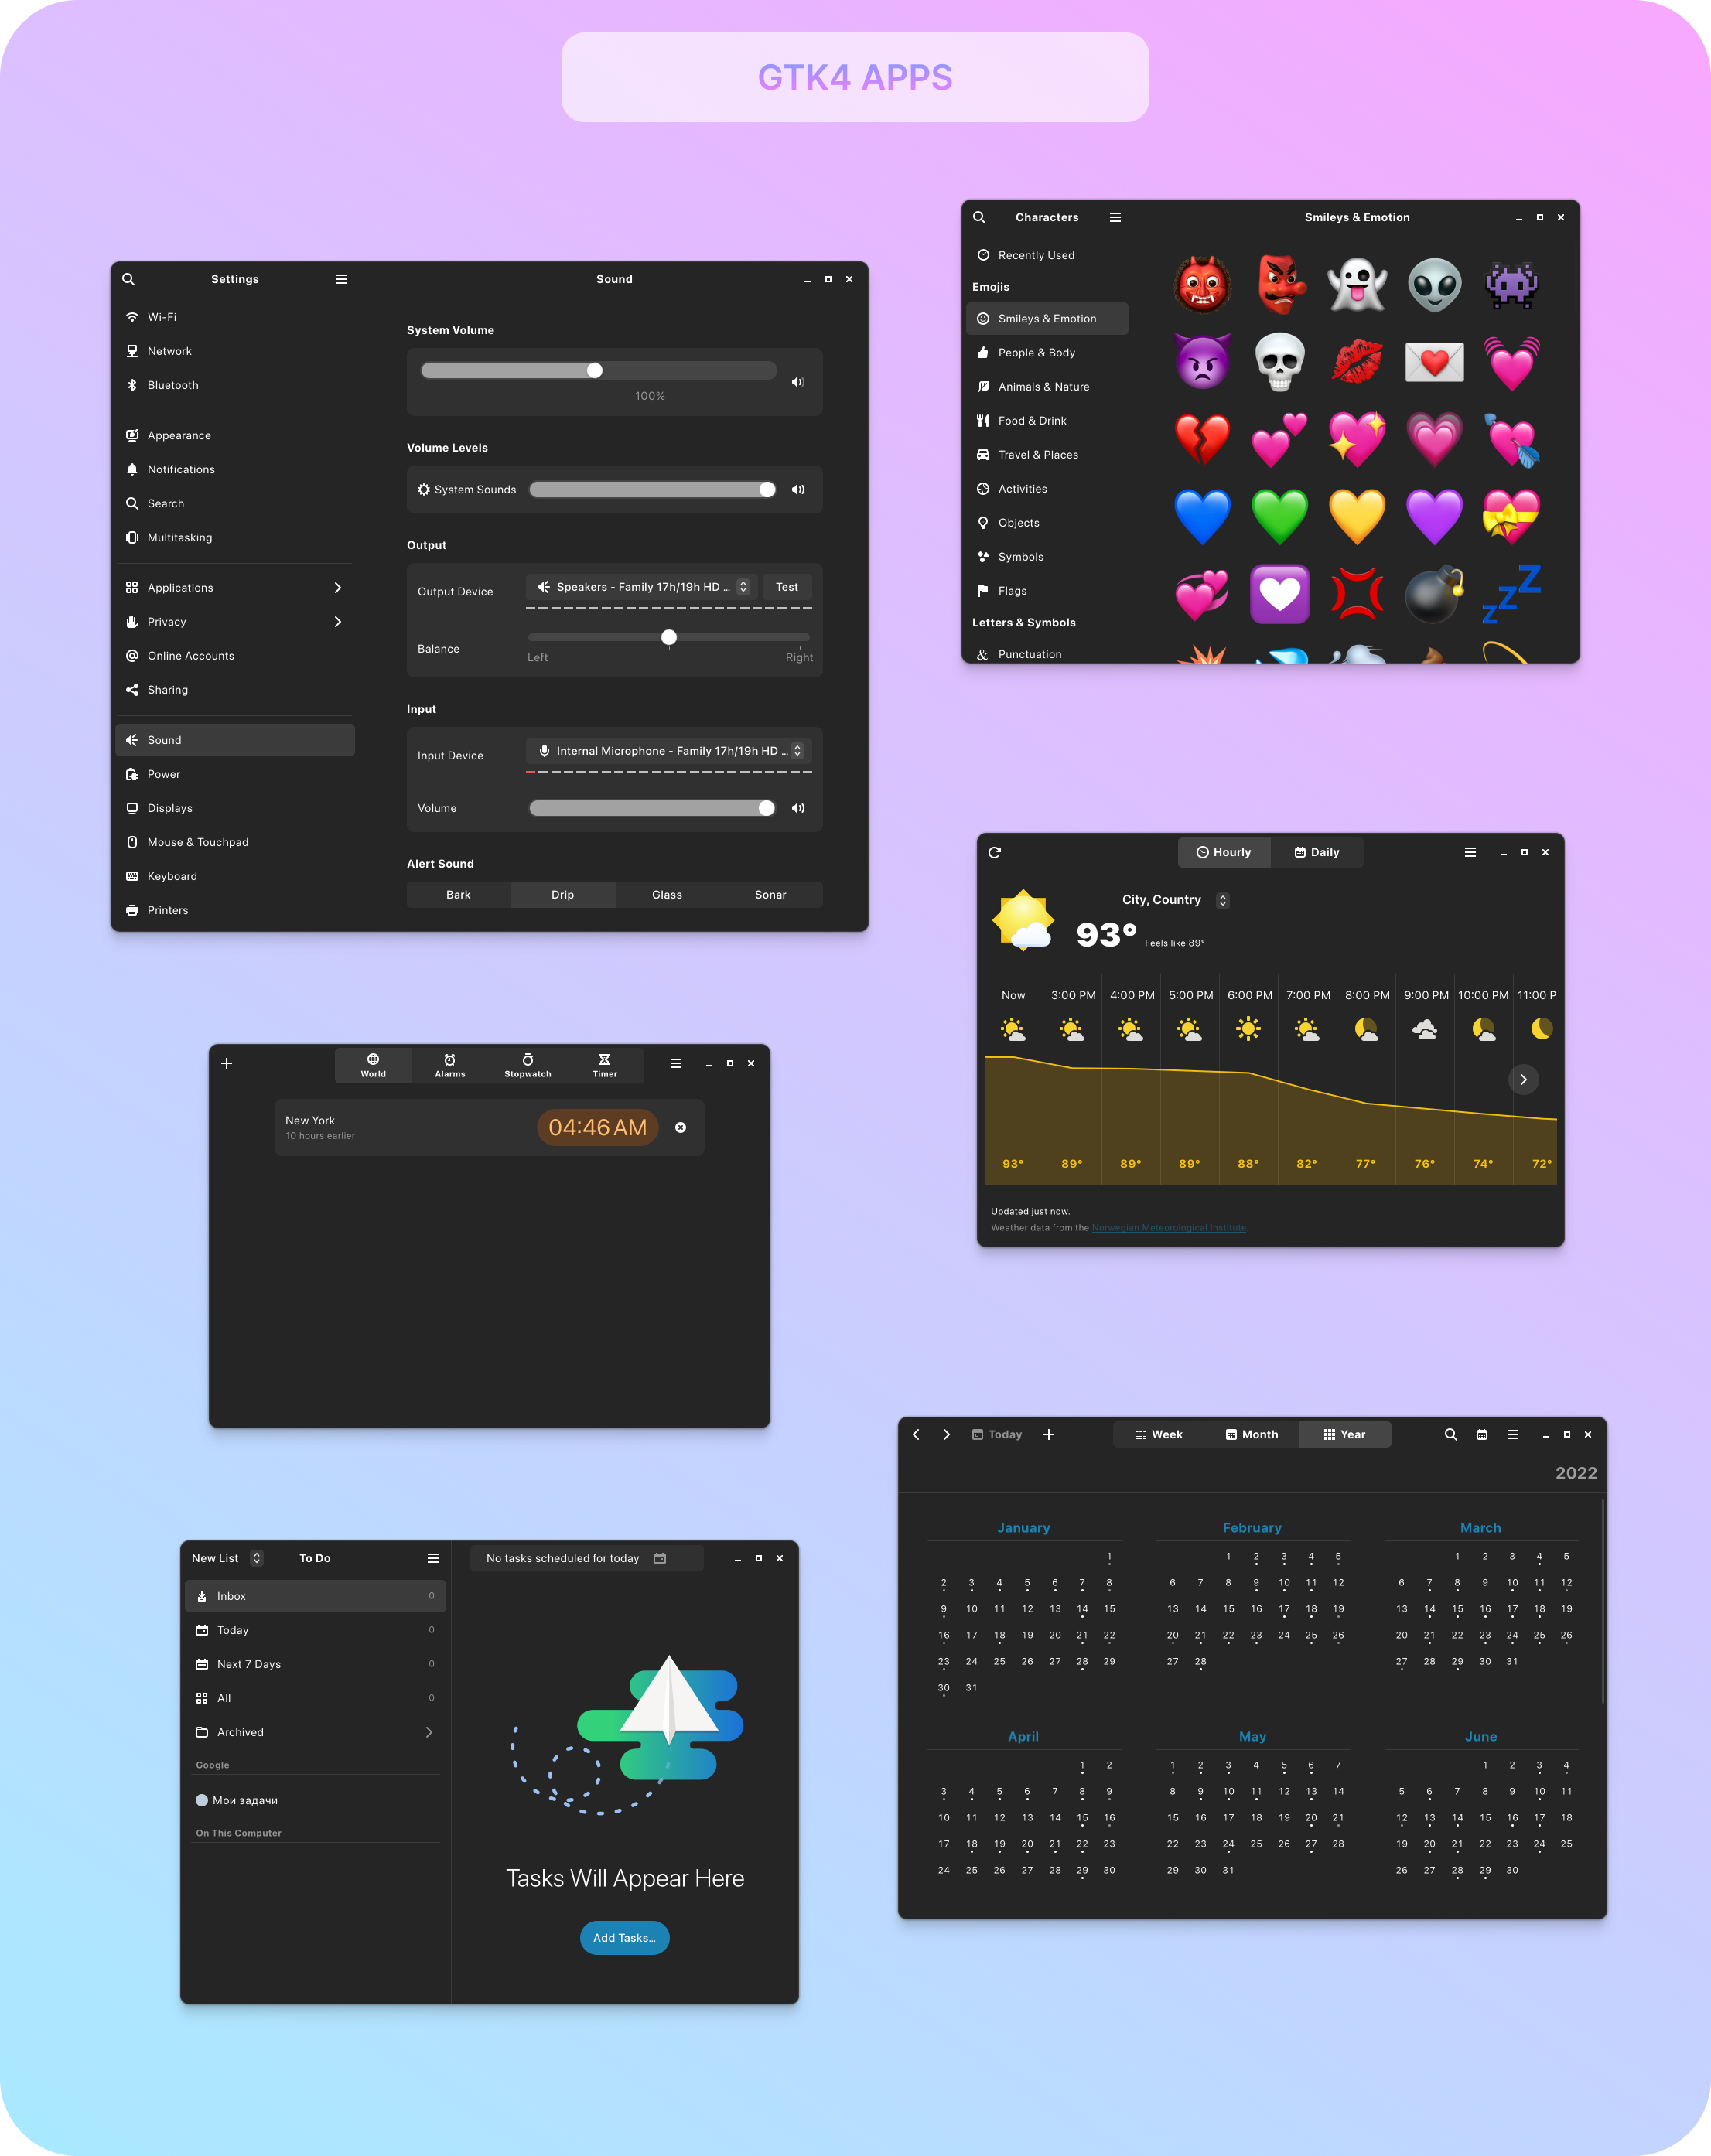 GTK4 APPS
Settings
Sound
Wi-Fi
Network
Bluetooth
Appearance
Notifications
Search
Multitasking
Applications
Privacy
Online Accounts
Sharing
Sound
Power
Displays
Mouse & Touchpad
Keyboard
Printers
System Volume
100%
Volume Levels
System Sounds
Output
Output Device
Speakers - Family 17h/19h HD ...
Test
Balance
Left
Right
Input
Input Device
Internal Microphone - Family 17h/19h HD ...
Volume
Alert Sound
Bark Drip Glass Sonar
Characters
Smileys & Emotion
Recently Used
Emojis
Smileys & Emotion
People & Body
Animals & Nature
Food & Drink
Travel & Places
Activities
Objects
Symbols
Flags
Letters & Symbols
& Punctuation
zzZ
Hourly Daily
City, Country
93° Feels like 89°
Now 3:00 PM 4:00 PM 5:00 PM 6:00 PM 7:00 PM 8:00 PM 9:00 PM 10:00 PM 11:00 P
93° 89° 89° 89° 88° 82° 77° 76° 74° 72°
Updated just now.
Weather data from the Norwegian Meteorological Institute.
World Alarms Stopwatch Timer
New York
10 hours earlier
04:46 AM
Today
Week Month Year
2022
January
1
2 3 4 5 6 7 8
9 10 11 12 13 14 15
16 17 18 19 20 21 22
23 24 25 26 27 28 29
30 31
February
1 2 3 4 5
6 7 8 9 10 11 12
13 14 15 16 17 18 19
20 21 22 23 24 25 26
27 28
March
1 2 3 4 5
6 7 8 9 10 11 12
13 14 15 16 17 18 19
20 21 22 23 24 25 26
27 28 29 30 31
April
1 2
3 4 5 6 7 8 9
10 11 12 13 14 15 16
17 18 19 20 21 22 23
24 25 26 27 28 29 30
May
1 2 3 4 5 6 7
8 9 10 11 12 13 14
15 16 17 18 19 20 21
22 23 24 25 26 27 28
29 30 31
June
1 2 3 4
5 6 7 8 9 10 11
12 13 14 15 16 17 18
19 20 21 22 23 24 25
26 27 28 29 30
New List
To Do
No tasks scheduled for today
Inbox 0
Today 0
Next 7 Days 0
All 0
Archived
Google
Мои задачи
On This Computer
Tasks Will Appear Here
Add Tasks...